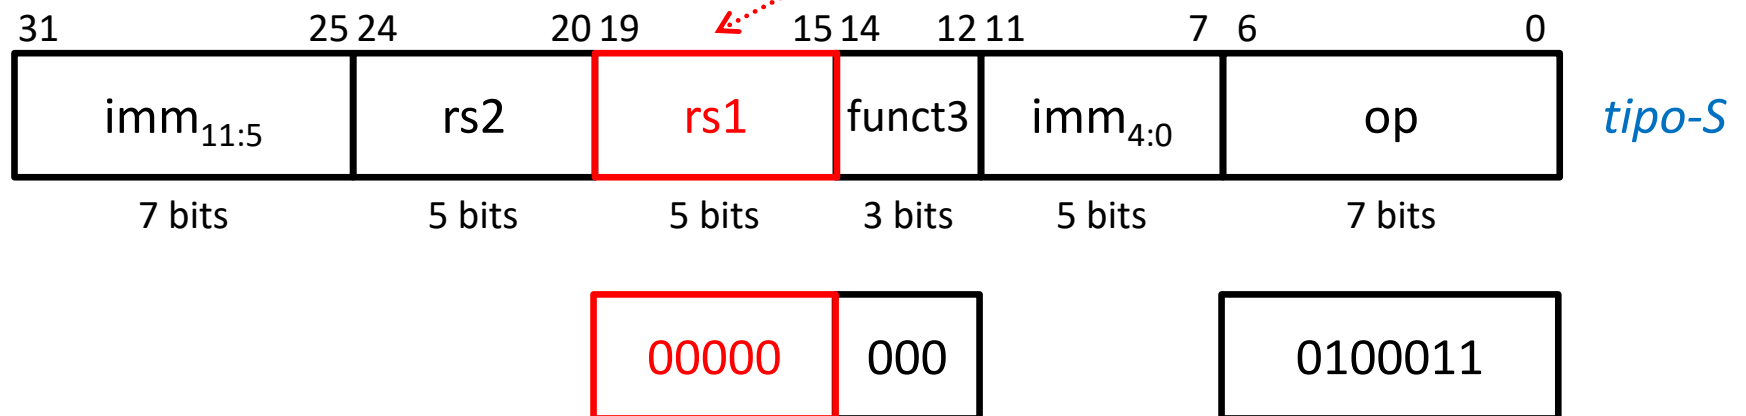 31 25 24 20 19 15 14 12 11 7 6 0
imm11:5 rs2 rs1 funct3 imm4:0 op tipo-S
7 bits 5 bits 5 bits 3 bits 5 bits 7 bits
00000 000 0100011